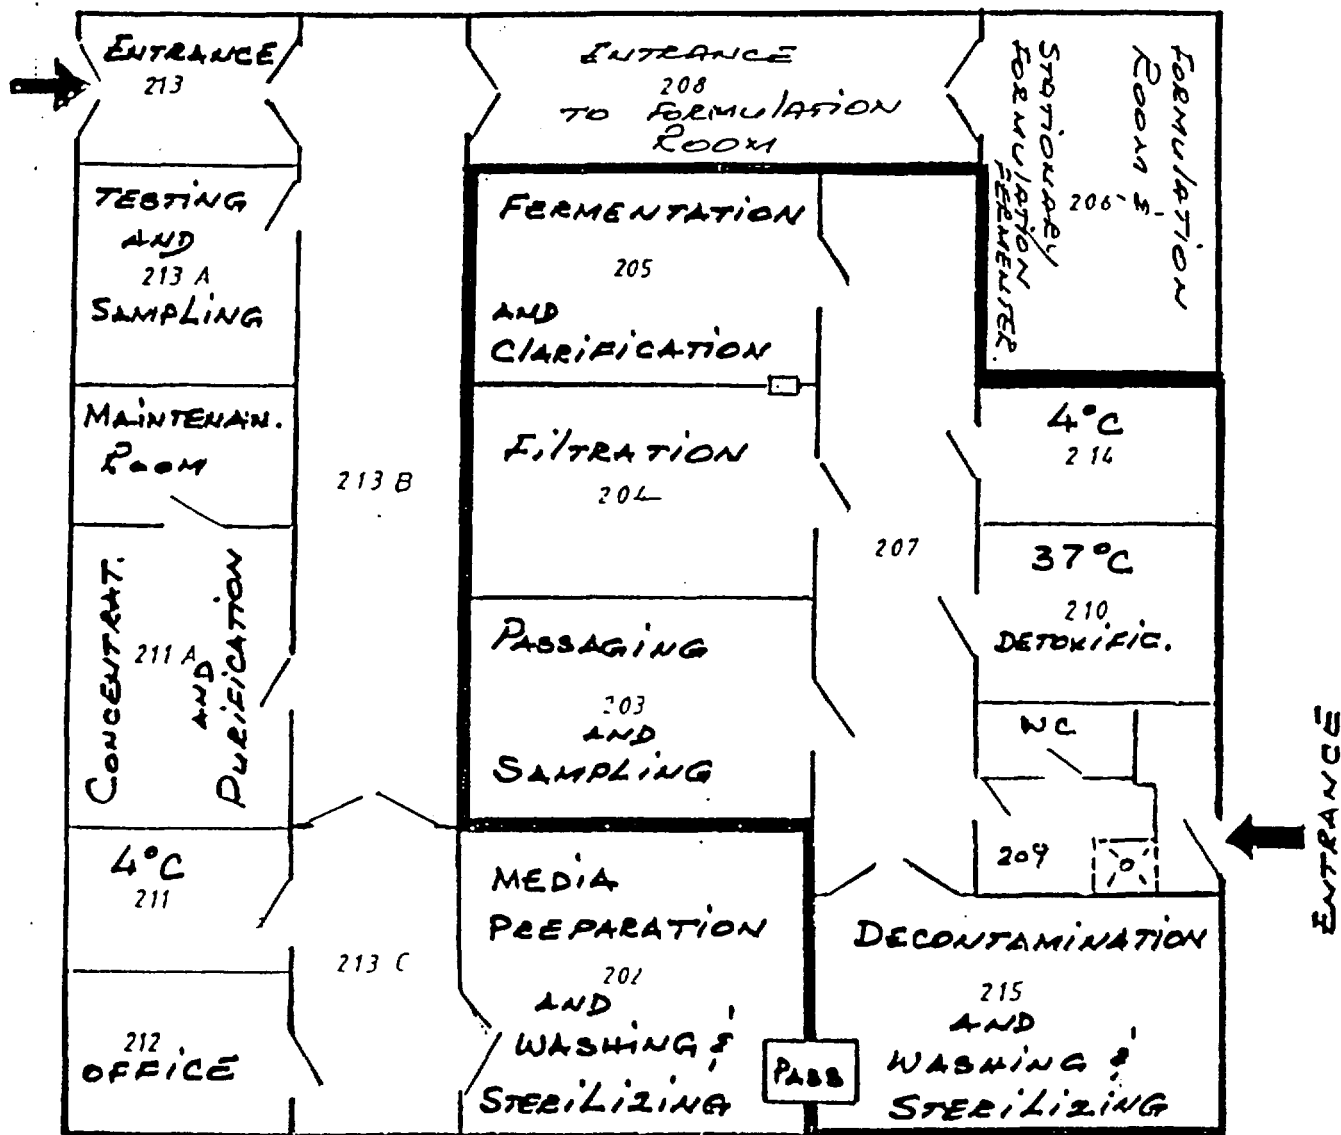 ENTRANCE
213
ENTRANCE
208
TO FORMULATION
ROOM
FORMULATION
ROOM &
206
STATIONARY
FORMULATION
FERMENTER.
TESTING
AND
213 A
SAMPLING
FERMENTATION
205
AND
CLARIFICATION
MAINTENAN.
ROOM
213 B
FILTRATION
204
207
4°C
214
37°C
210
DETOXIFIC.
CONCENTRAT.
211 A
AND
PURIFICATION
PASSAGING
203
AND
SAMPLING
WC
209
ENTRANCE
4°C
211
213 C
212
OFFICE
MEDIA
PREPARATION
202
AND
WASHING &
STERILIZING
PASS
DECONTAMINATION
215
AND
WASHING &
STERILIZING